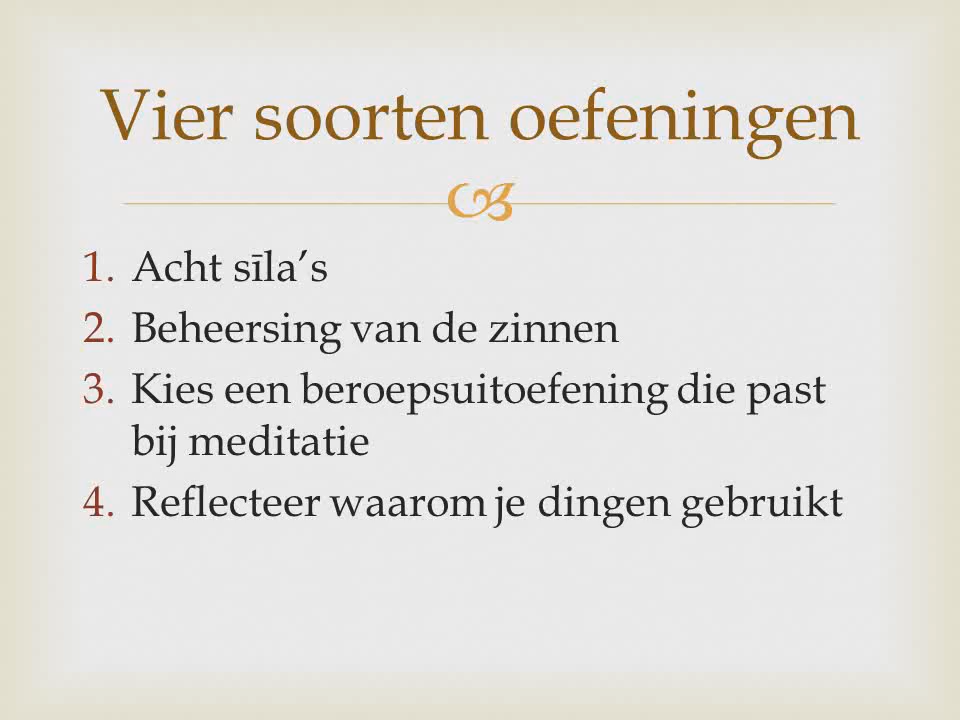 Vier soorten oefeningen
1. Acht sīla’s
2. Beheersing van de zinnen
3. Kies een beroepsuitoefening die past
bij meditatie
4. Reflecteer waarom je dingen gebruikt